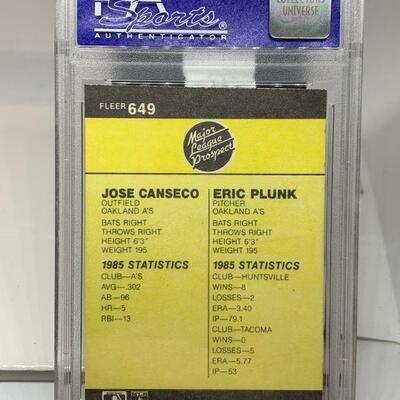 PSA
Sports
AUTHENTICATOR
COLLECTORS
UNIVERSE
FLEER 649
Major
League
Prospect
JOSE CANSECO
OUTFIELD
OAKLAND A'S
BATS RIGHT
THROWS RIGHT
HEIGHT 6'3"
WEIGHT 195
1985 STATISTICS
CLUB—A'S
AVG—.302
AB—96
HR—5
RBI—13
ERIC PLUNK
PITCHER
OAKLAND A'S
BATS RIGHT
THROWS RIGHT
HEIGHT 6'3"
WEIGHT 195
1985 STATISTICS
CLUB—HUNTSVILLE
WINS—8
LOSSES—2
ERA—3.40
IP—79.1
CLUB—TACOMA
WINS—0
LOSSES—5
ERA—5.77
IP—53